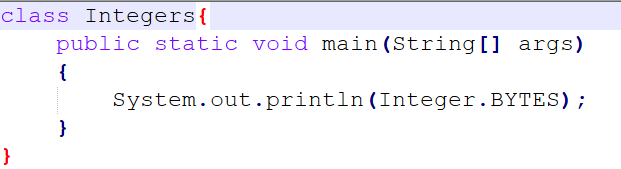 class Integers{
    public static void main(String[] args)
    {
        System.out.println(Integer.BYTES);
    }
}